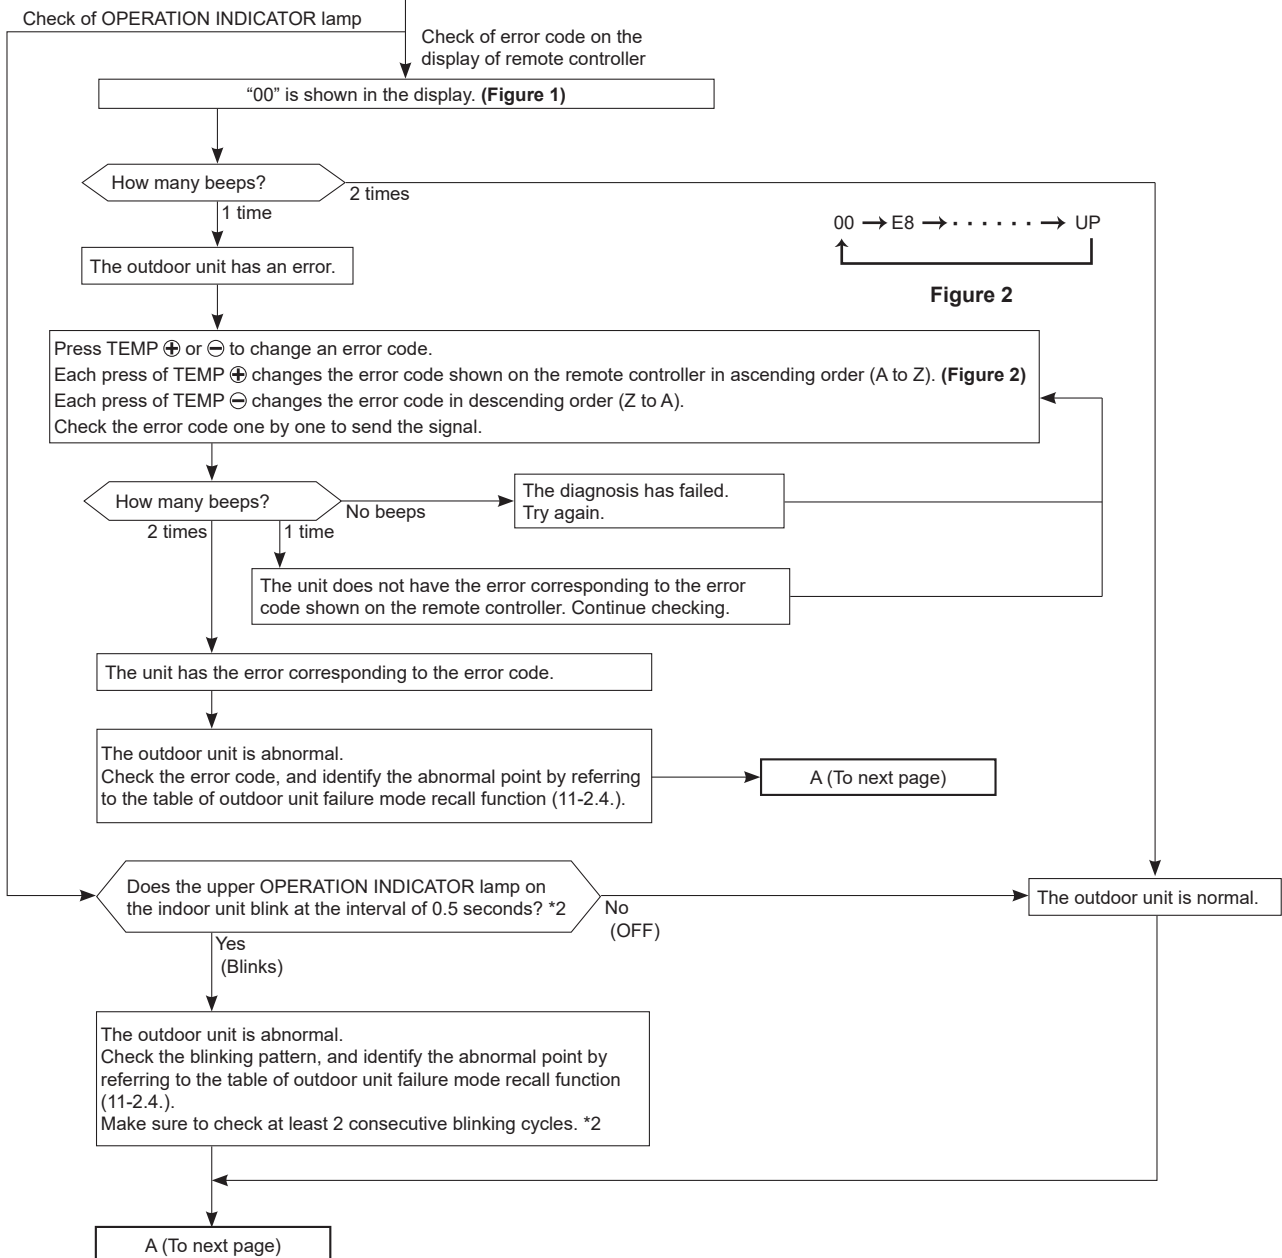 Check of OPERATION INDICATOR lamp
Check of error code on the
display of remote controller
“00” is shown in the display. (Figure 1)
How many beeps?
2 times
1 time
00 → E8 → · · · · · · → UP
Figure 2
The outdoor unit has an error.
Press TEMP ⊕ or ⊖ to change an error code.
Each press of TEMP ⊕ changes the error code shown on the remote controller in ascending order (A to Z). (Figure 2)
Each press of TEMP ⊖ changes the error code in descending order (Z to A).
Check the error code one by one to send the signal.
How many beeps?
No beeps
2 times
1 time
The diagnosis has failed.
Try again.
The unit does not have the error corresponding to the error
code shown on the remote controller. Continue checking.
The unit has the error corresponding to the error code.
The outdoor unit is abnormal.
Check the error code, and identify the abnormal point by referring
to the table of outdoor unit failure mode recall function (11-2.4.).
A (To next page)
Does the upper OPERATION INDICATOR lamp on
the indoor unit blink at the interval of 0.5 seconds? *2
No
(OFF)
The outdoor unit is normal.
Yes
(Blinks)
The outdoor unit is abnormal.
Check the blinking pattern, and identify the abnormal point by
referring to the table of outdoor unit failure mode recall function
(11-2.4.).
Make sure to check at least 2 consecutive blinking cycles. *2
A (To next page)